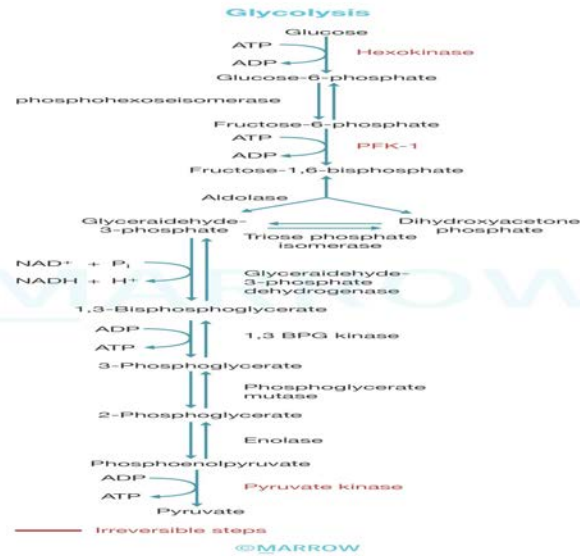 Glycolysis
Glucose
ATP
Hexokinase
ADP
Glucose-6-phosphate
phosphohexoseisomerase
Fructose-6-phosphate
ATP
PFK-1
ADP
Fructose-1,6-bisphosphate
Aldolase
Glyceraidehyde-
3-phosphate
Dihydroxyacetone
phosphate
Triose phosphate
isomerase
NAD⁺ + Pᵢ
NADH + H⁺
Glyceraidehyde-
3-phosphate
dehydrogenase
1,3-Bisphosphoglycerate
ADP
ATP
1,3 BPG kinase
3-Phosphoglycerate
Phosphoglycerate
mutase
2-Phosphoglycerate
Enolase
Phosphoenolpyruvate
ADP
ATP
Pyruvate kinase
Pyruvate
Irreversible steps
©MARROW
MARROW